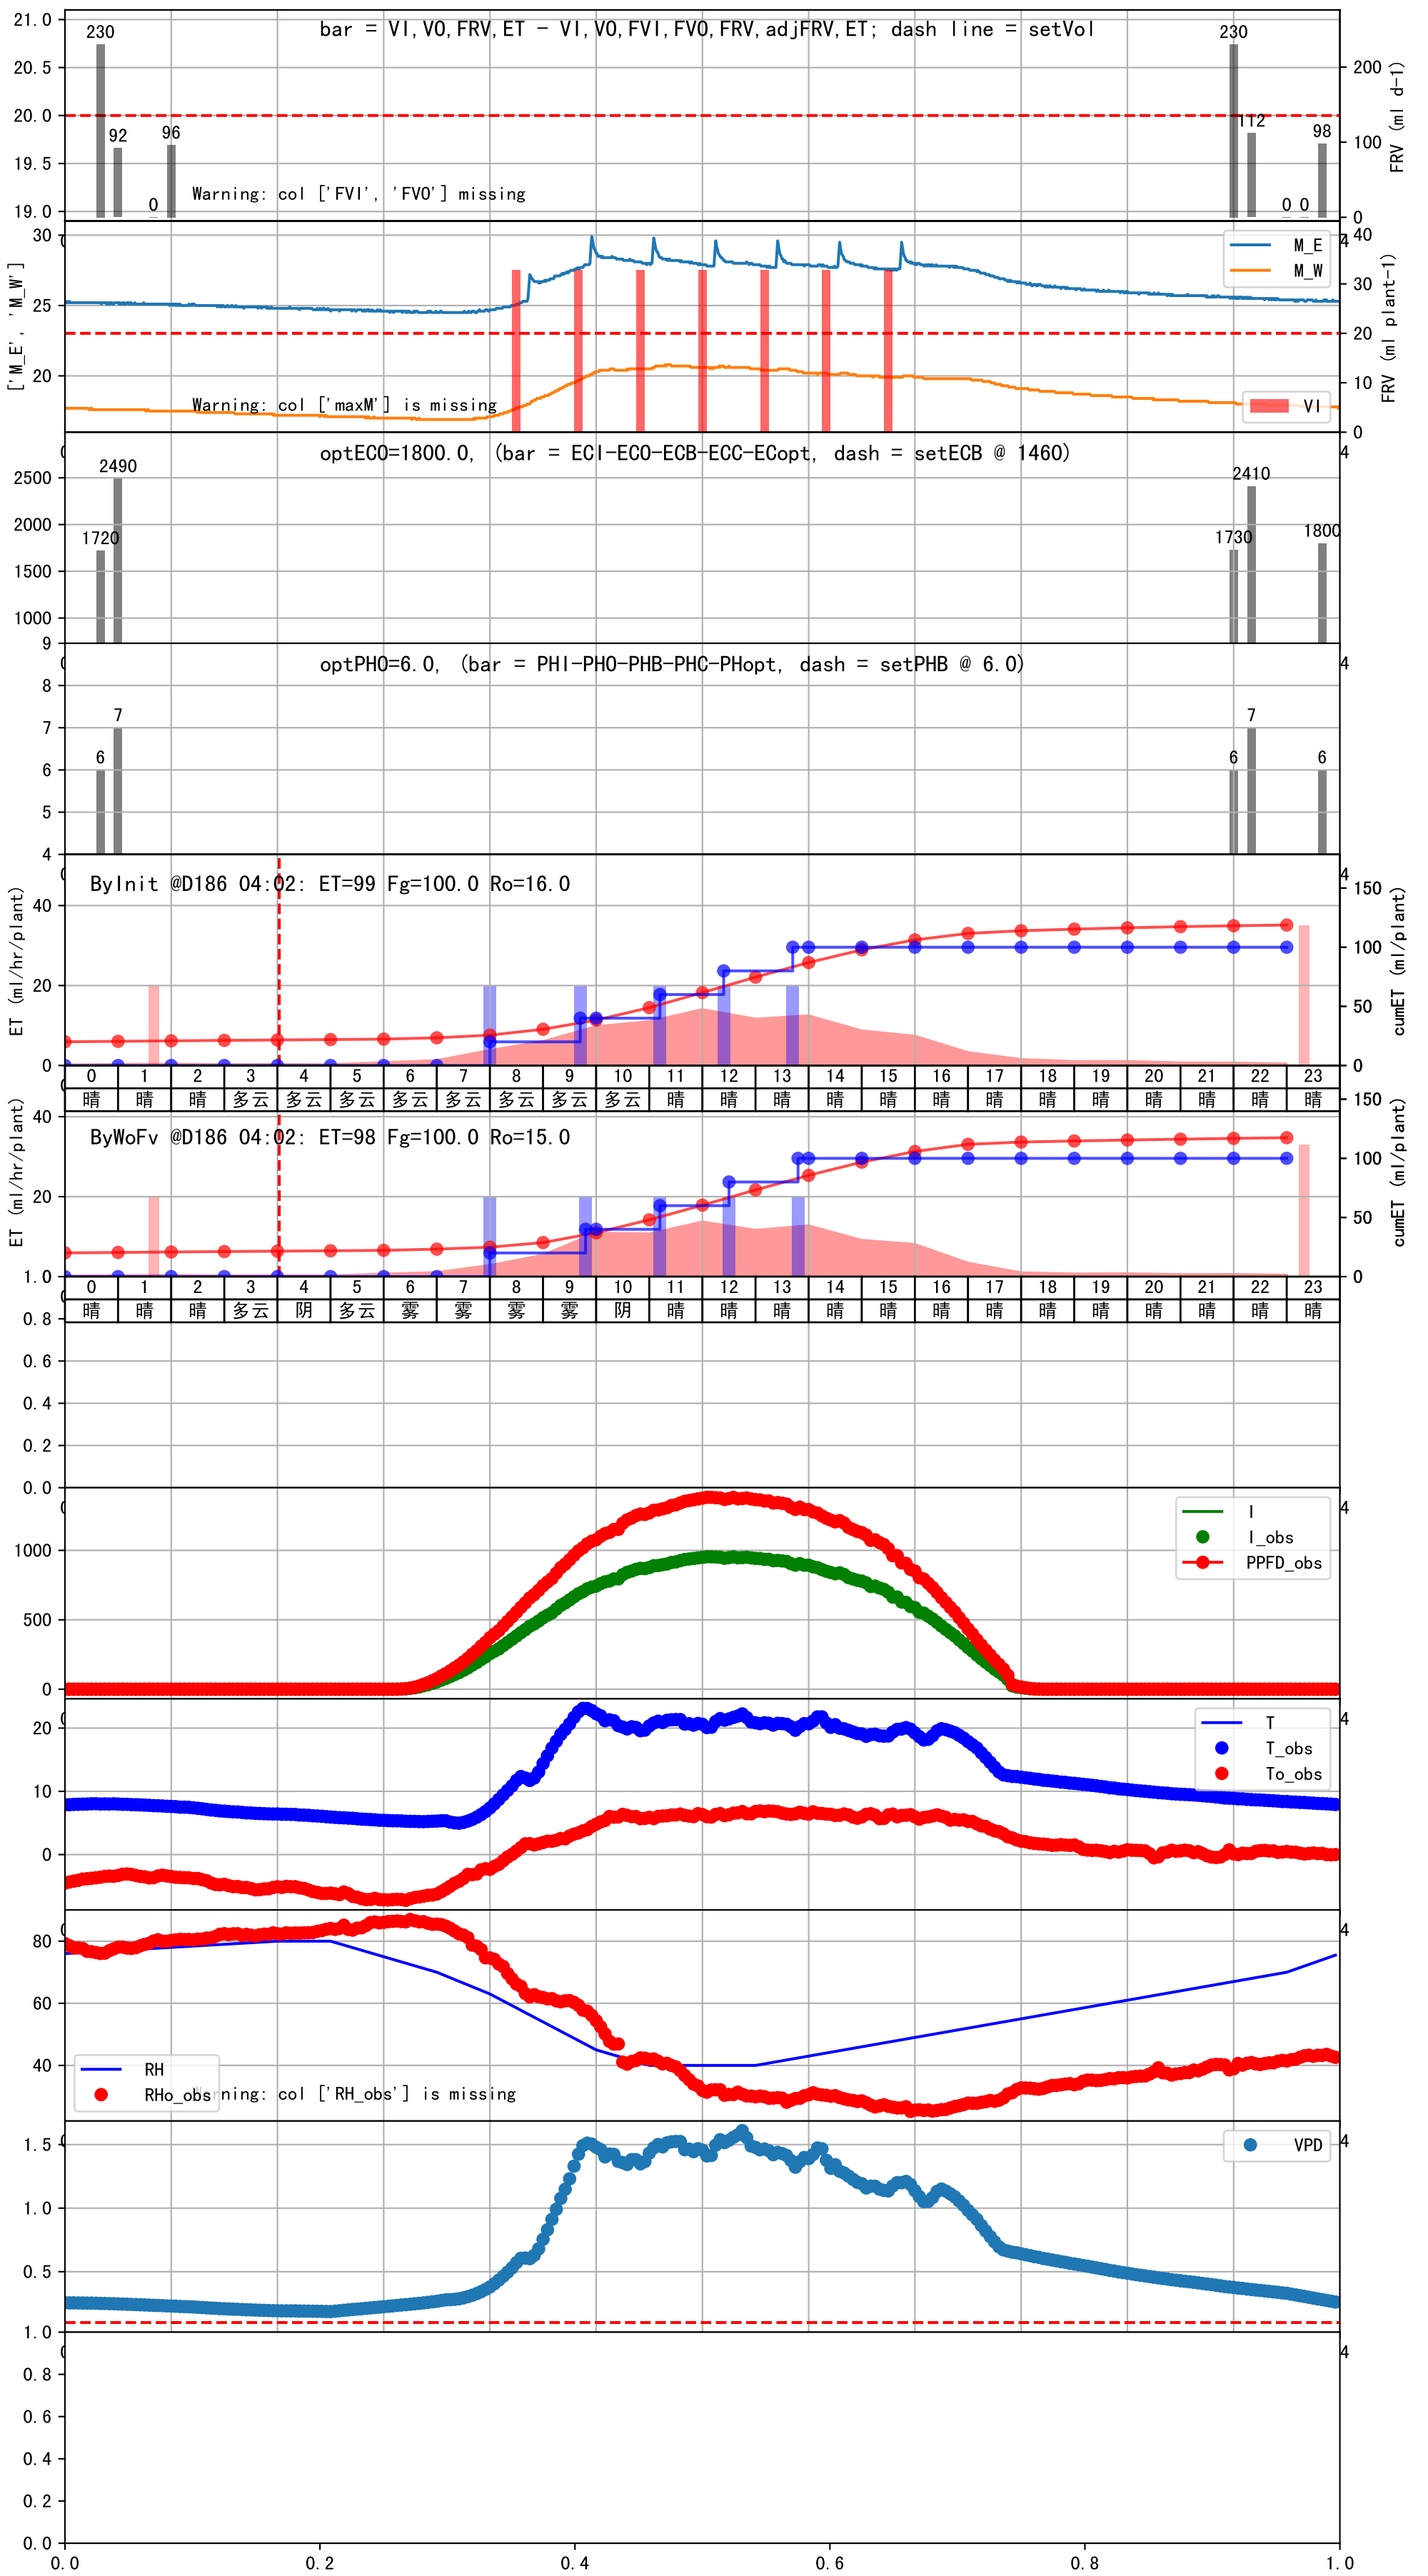 bar = VI,VO,FRV,ET - VI,VO,FVI,FVO,FRV,adjFRV,ET; dash line = setVol
21.0
20.5
20.0
19.5
19.0
230
92
0
96
230
112
0
0
98
200
100
0
FRV (ml d-1)
Warning: col ['FVI', 'FVO'] missing
['M_E', 'M_W']
30
25
20
M_E
M_W
VI
40
30
20
10
0
FRV (ml plant-1)
Warning: col ['maxM'] is missing
optECO=1800.0, (bar = ECI-ECO-ECB-ECC-ECopt, dash = setECB @ 1460)
2500
2000
1500
1000
1720
2490
1730
2410
1800
optPHO=6.0, (bar = PHI-PHO-PHB-PHC-PHopt, dash = setPHB @ 6.0)
9
8
7
6
5
4
6
7
6
7
6
ByInit @D186 04:02: ET=99 Fg=100.0 Ro=16.0
ET (ml/hr/plant)
40
20
0
150
100
50
0
cumET (ml/plant)
0 1 2 3 4 5 6 7 8 9 10 11 12 13 14 15 16 17 18 19 20 21 22 23
晴 晴 晴 多云 多云 多云 多云 多云 多云 多云 多云 晴 晴 晴 晴 晴 晴 晴 晴 晴 晴 晴 晴 晴
ByWoFv @D186 04:02: ET=98 Fg=100.0 Ro=15.0
ET (ml/hr/plant)
40
20
150
100
50
0
cumET (ml/plant)
0 1 2 3 4 5 6 7 8 9 10 11 12 13 14 15 16 17 18 19 20 21 22 23
晴 晴 晴 多云 阴 多云 雾 雾 雾 雾 阴 晴 晴 晴 晴 晴 晴 晴 晴 晴 晴 晴 晴 晴
1.0
0.8
0.6
0.4
0.2
0.0
1000
500
0
I
I_obs
PPFD_obs
20
10
0
T
T_obs
To_obs
80
60
40
RH
RHo_obs
rning: col ['RH_obs'] is missing
1.5
1.0
0.5
VPD
1.0
0.8
0.6
0.4
0.2
0.0
0.0 0.2 0.4 0.6 0.8 1.0